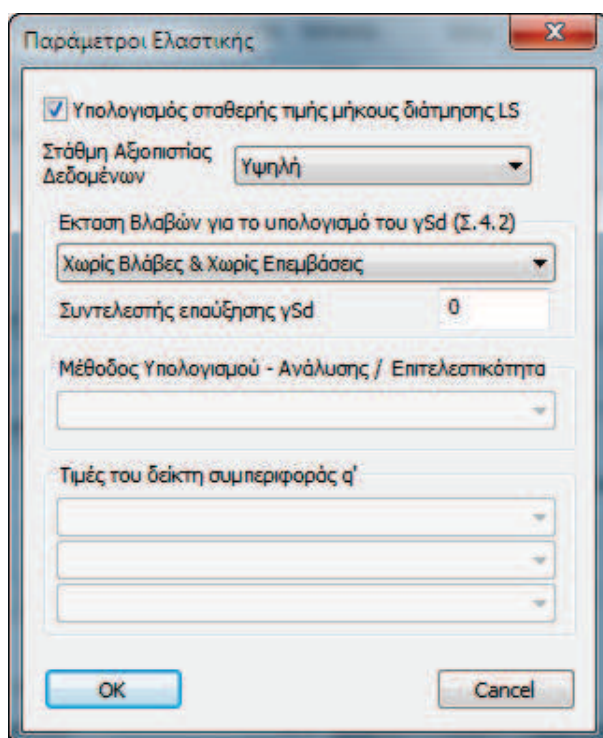 Παράμετροι Ελαστικής
Υπολογισμός σταθερής τιμής μήκους διάτμησης LS
Στάθμη Αξιοπιστίας
Δεδομένων
Υψηλή
Εκταση Βλαβών για το υπολογισμό του γSd (Σ.4.2)
Χωρίς Βλάβες & Χωρίς Επεμβάσεις
Συντελεστής επαύξησης γSd 0
Μέθοδος Υπολογισμού - Ανάλυσης / Επιτελεστικότητα
Τιμές του δείκτη συμπεριφοράς q'
OK Cancel